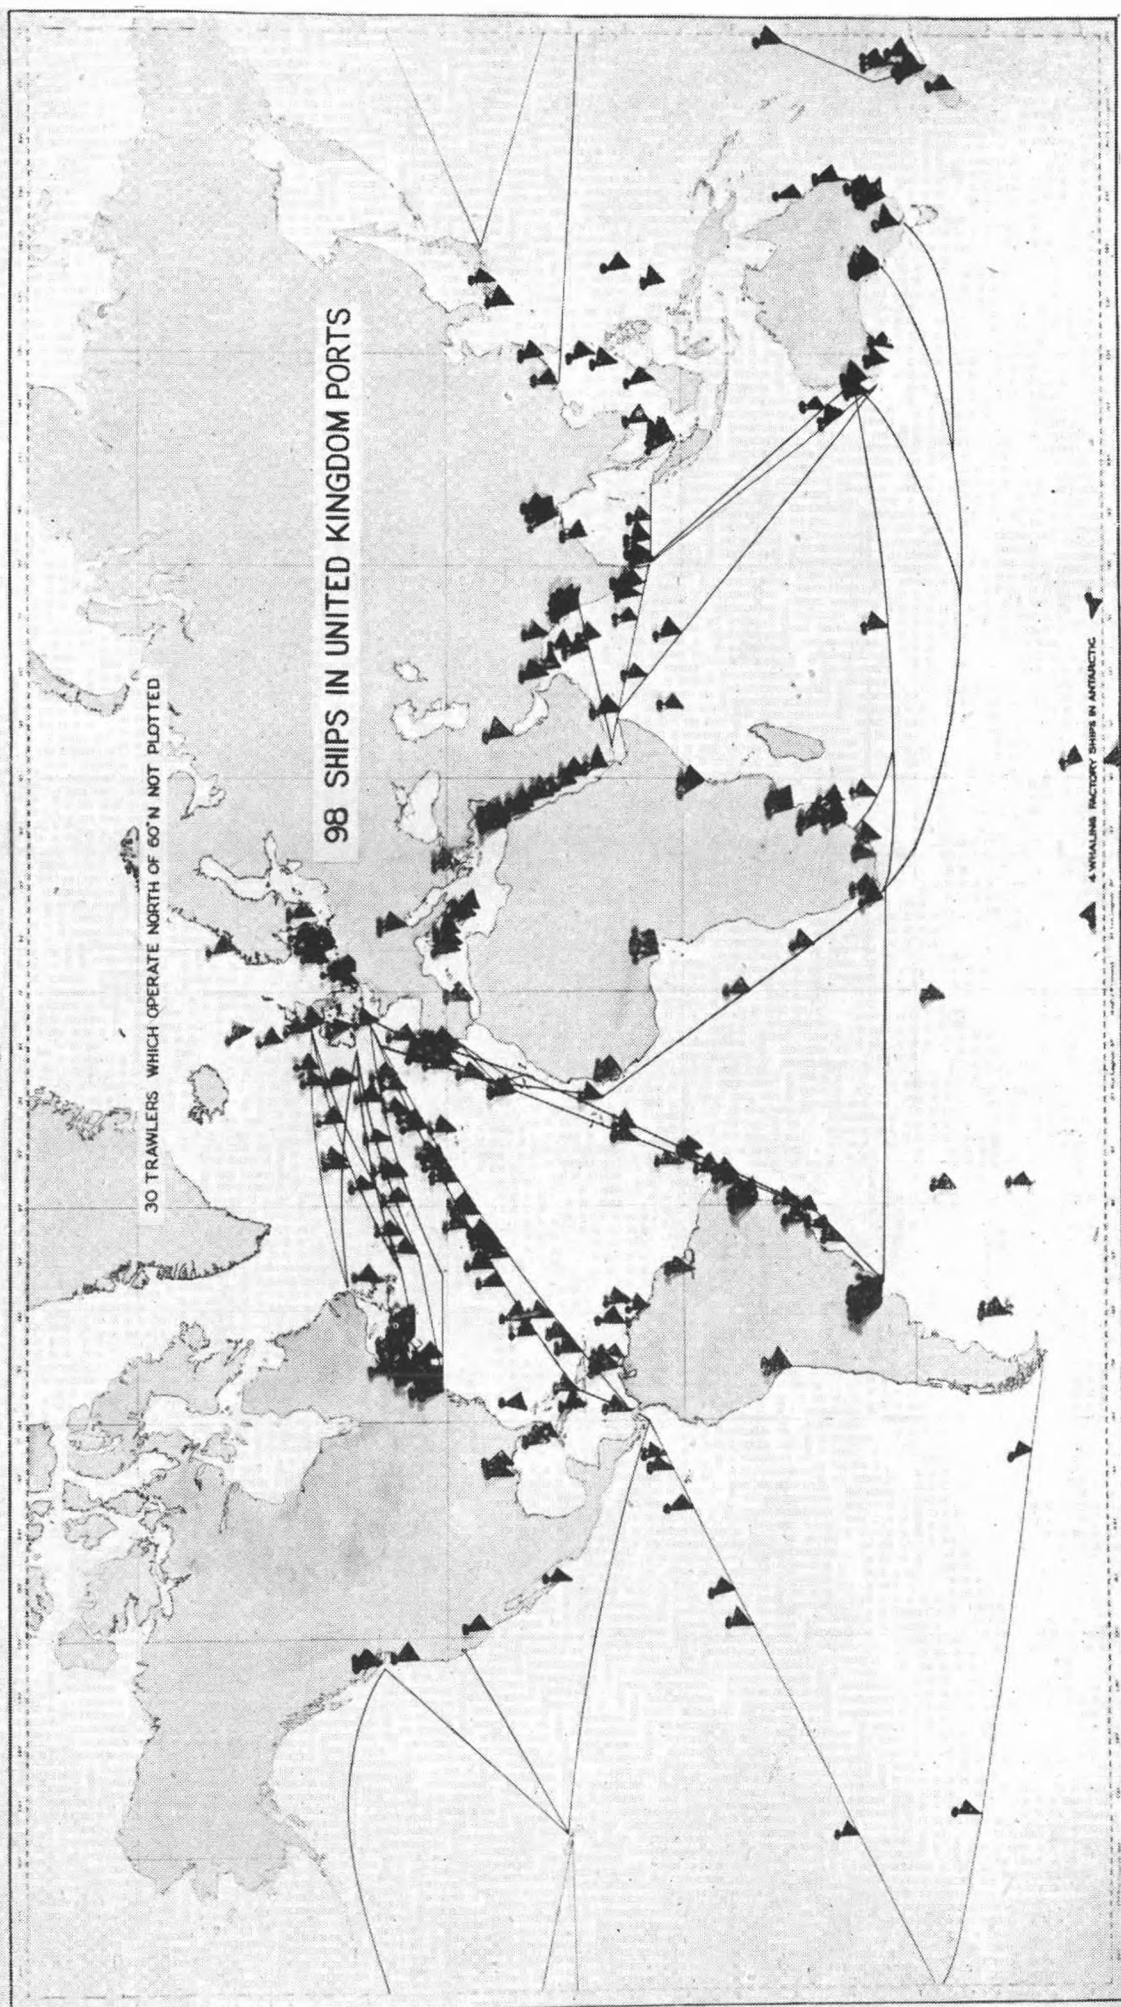 30 TRAWLERS WHICH OPERATE NORTH OF 60°N NOT PLOTTED
98 SHIPS IN UNITED KINGDOM PORTS
4 WHALING FACTORY SHIPS IN ANTARCTIC